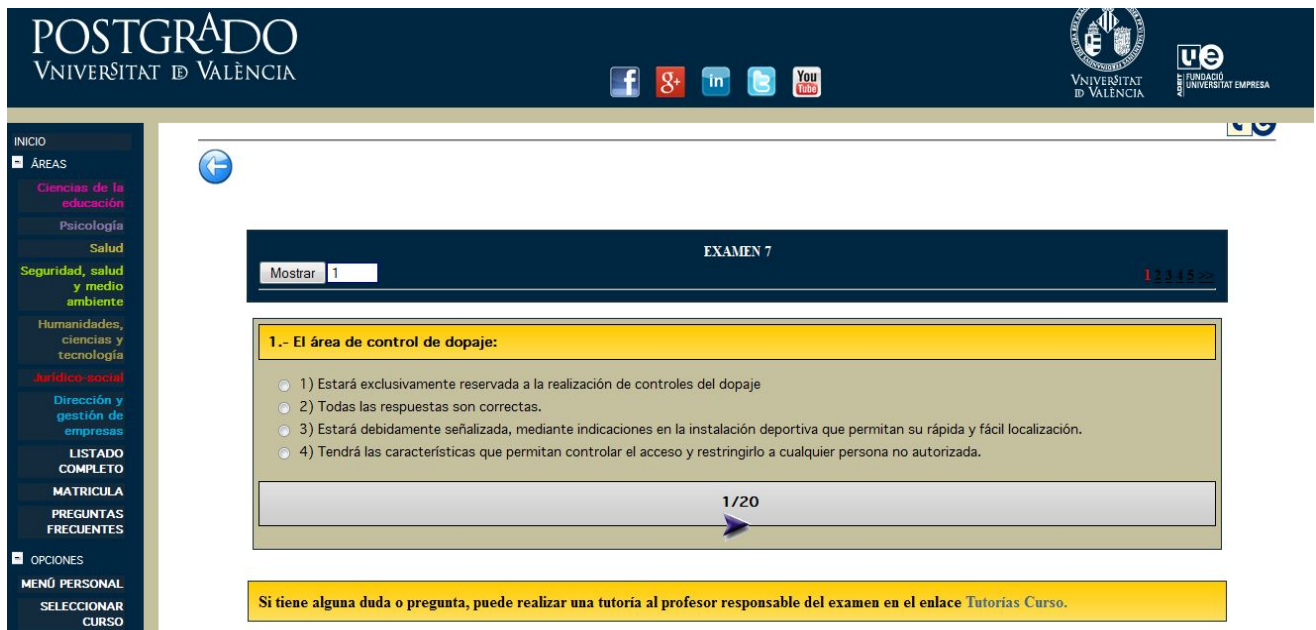 POSTGRADO
VNIVERSITAT ID VALÈNCIA
You
Tube
VNIVERSITAT
ID VALÈNCIA
ADEIT FUNDACIÓ
UNIVERSITAT EMPRESA
INICIO
ÁREAS
Ciencias de la
educación
Psicología
Salud
Seguridad, salud
y medio
ambiente
Humanidades,
ciencias y
tecnología
Jurídico-social
Dirección y
gestión de
empresas
LISTADO
COMPLETO
MATRICULA
PREGUNTAS
FRECUENTES
OPCIONES
MENÚ PERSONAL
SELECCIONAR
CURSO
EXAMEN 7
Mostrar 1
1 2 3 4 5 >>
1.- El área de control de dopaje:
1) Estará exclusivamente reservada a la realización de controles del dopaje
2) Todas las respuestas son correctas.
3) Estará debidamente señalizada, mediante indicaciones en la instalación deportiva que permitan su rápida y fácil localización.
4) Tendrá las características que permitan controlar el acceso y restringirlo a cualquier persona no autorizada.
1/20
Si tiene alguna duda o pregunta, puede realizar una tutoría al profesor responsable del examen en el enlace Tutorías Curso.